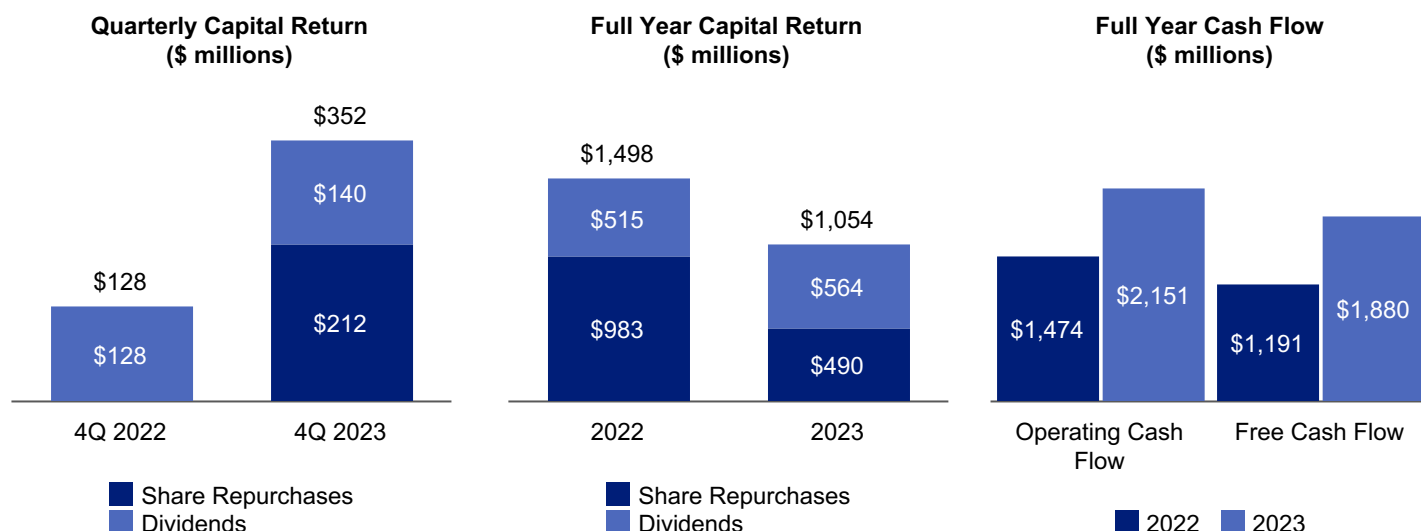 Quarterly Capital Return
($ millions)
$352
$140
$128
$212
$128
4Q 2022
4Q 2023
Share Repurchases
Dividends
Full Year Capital Return
($ millions)
$1,498
$515
$1,054
$564
$983
$490
2022
2023
Share Repurchases
Dividends
Full Year Cash Flow
($ millions)
$2,151
$1,880
$1,474
$1,191
Operating Cash
Flow
Free Cash Flow
2022
2023